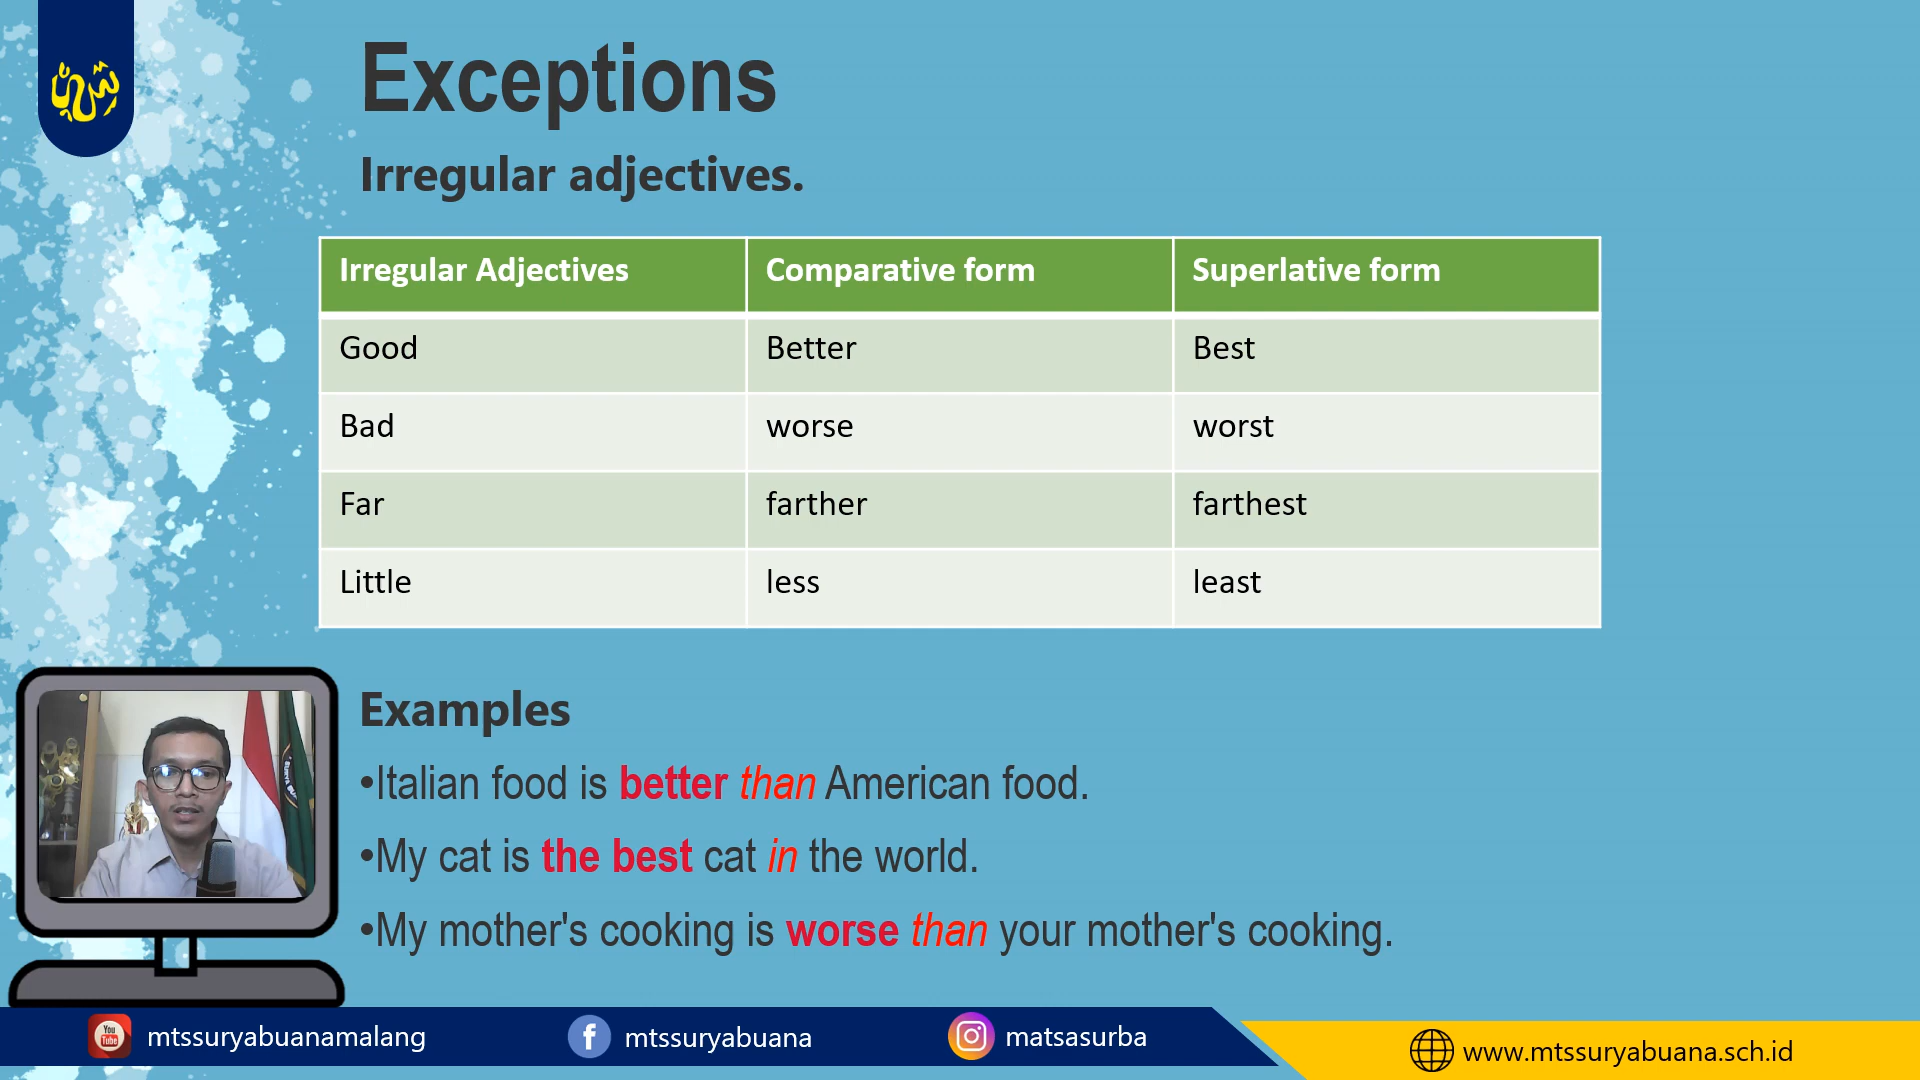 Exceptions
Irregular adjectives.
Irregular Adjectives Comparative form Superlative form
Good Better Best
Bad worse worst
Far farther farthest
Little less least
Examples
•Italian food is better than American food.
•My cat is the best cat in the world.
•My mother's cooking is worse than your mother's cooking.
You Tube mtssuryabuanamalang mtssuryabuana matsasurba
www.mtssuryabuana.sch.id